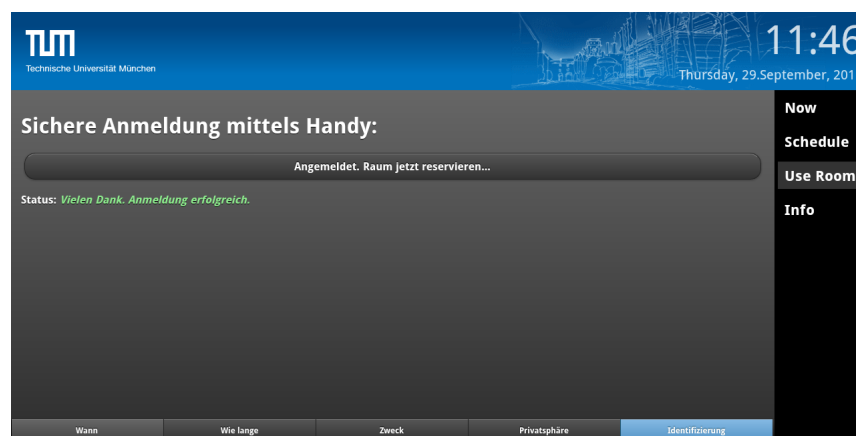 TUM
Technische Universität München
11:46
Thursday, 29.September, 201
Sichere Anmeldung mittels Handy:
Angemeldet. Raum jetzt reservieren...
Status: Vielen Dank. Anmeldung erfolgreich.
Now
Schedule
Use Room
Info
Wann
Wie lange
Zweck
Privatsphäre
Identifizierung